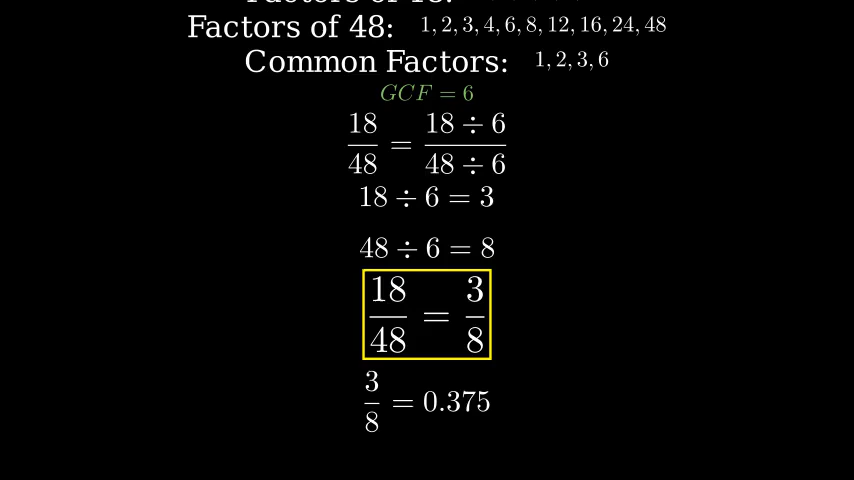 Factors of 48: 1, 2, 3, 4, 6, 8, 12, 16, 24, 48
Common Factors: 1, 2, 3, 6
GCF = 6
18/48 = 18 ÷ 6/48 ÷ 6
18 ÷ 6 = 3
48 ÷ 6 = 8
18/48 = 3/8
3/8 = 0.375